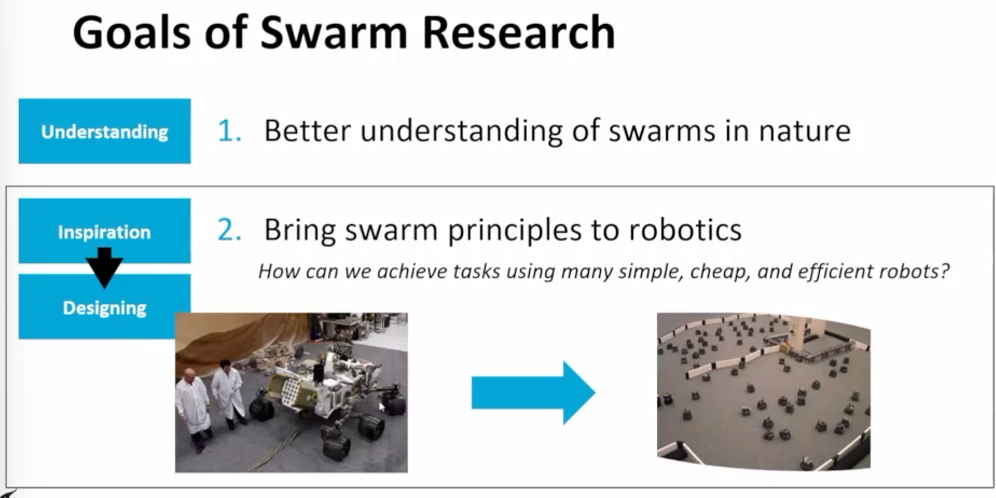 Goals of Swarm Research
Understanding
1. Better understanding of swarms in nature
Inspiration
2. Bring swarm principles to robotics
How can we achieve tasks using many simple, cheap, and efficient robots?
Designing